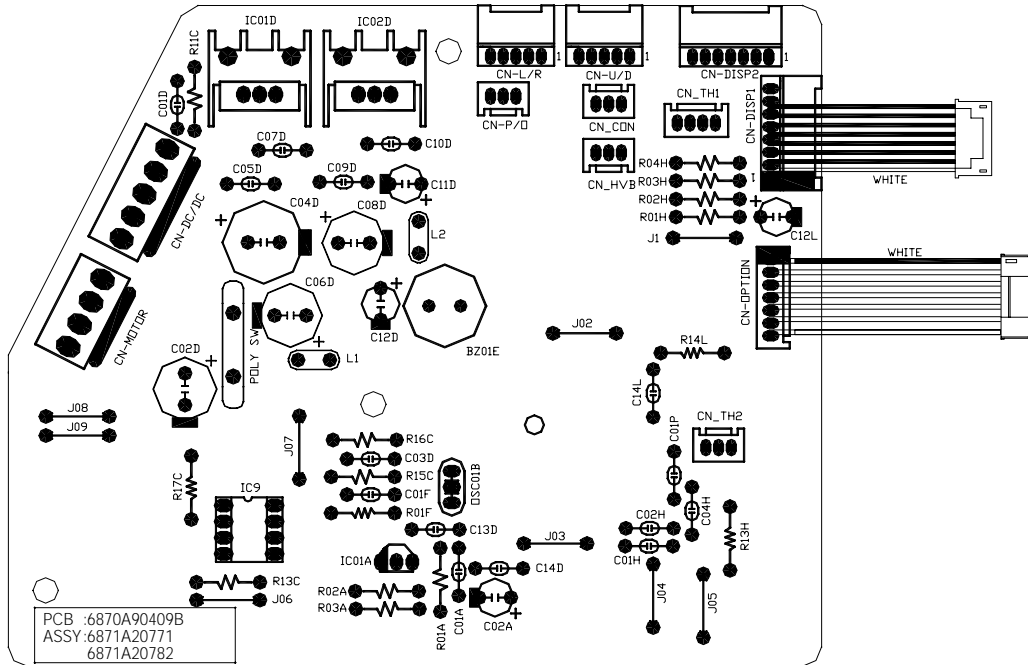 IC01D
IC02D
R11C
C01D
1
1
1
CN-L/R
CN-U/D
CN-DISP2
CN-P/O
CN_CON
CN_TH1
CN-DISP1
CN_HVB
C07D
C10D
C05D
C09D
C11D
R04H
R03H
R02H
R01H
J1
1
WHITE
C12L
CN-DC/DC
+
C04D
+
C08D
L2
+
WHITE
CN-OPTION
CN-MOTOR
C06D
+
+
C12D
BZ01E
J02
POLY SW
L1
C02D
+
R14L
C14L
J08
J09
J07
C01P
CN_TH2
R16C
C03D
R15C
C01F
R01F
OSC01B
R17C
IC9
C13D
C02H
C04H
R13H
C01H
J03
IC01A
C14D
R13C
J06
R02A
R03A
R01A
C01A
C02A
+
J04
J05
PCB :6870A90409B
ASSY:6871A20771
6871A20782